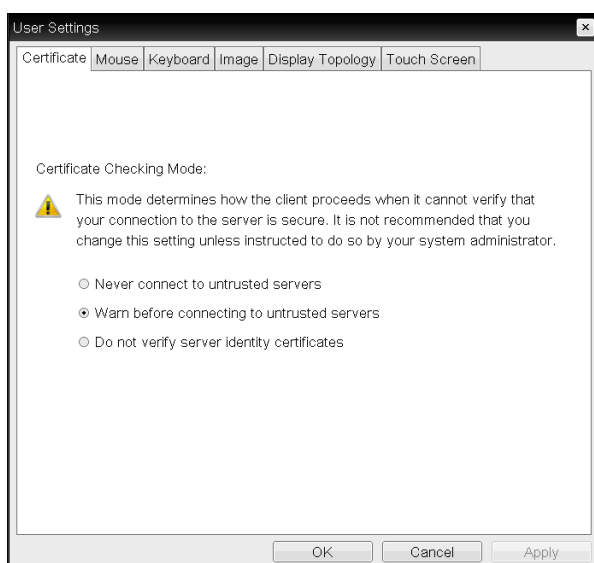 User Settings
Certificate Mouse Keyboard Image Display Topology Touch Screen
Certificate Checking Mode:
This mode determines how the client proceeds when it cannot verify that
your connection to the server is secure. It is not recommended that you
change this setting unless instructed to do so by your system administrator.
Never connect to untrusted servers
Warn before connecting to untrusted servers
Do not verify server identity certificates
OK Cancel Apply